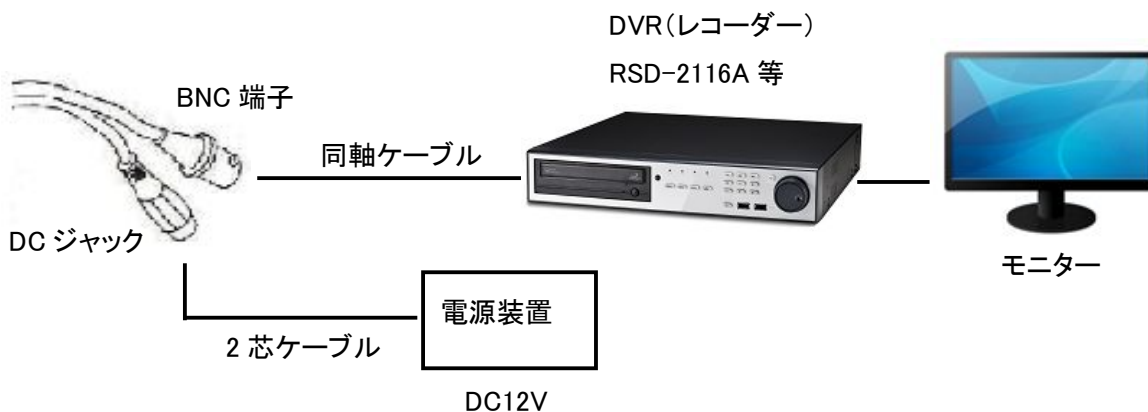 DVR(レコーダー)
RSD-2116A 等
BNC 端子
同軸ケーブル
DC ジャック
モニター
電源装置
2 芯ケーブル
DC12V